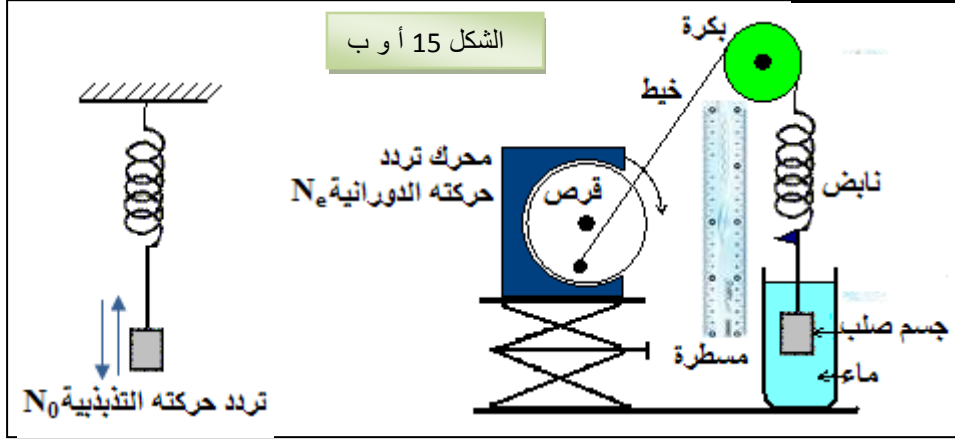 الشكل 15 أ و ب
بكرة
خيط
محرك تردد
حركته الدورانية Ne
قرص
نابض
جسم صلب
مسطرة
ماء
تردد حركته التذبذبية N0